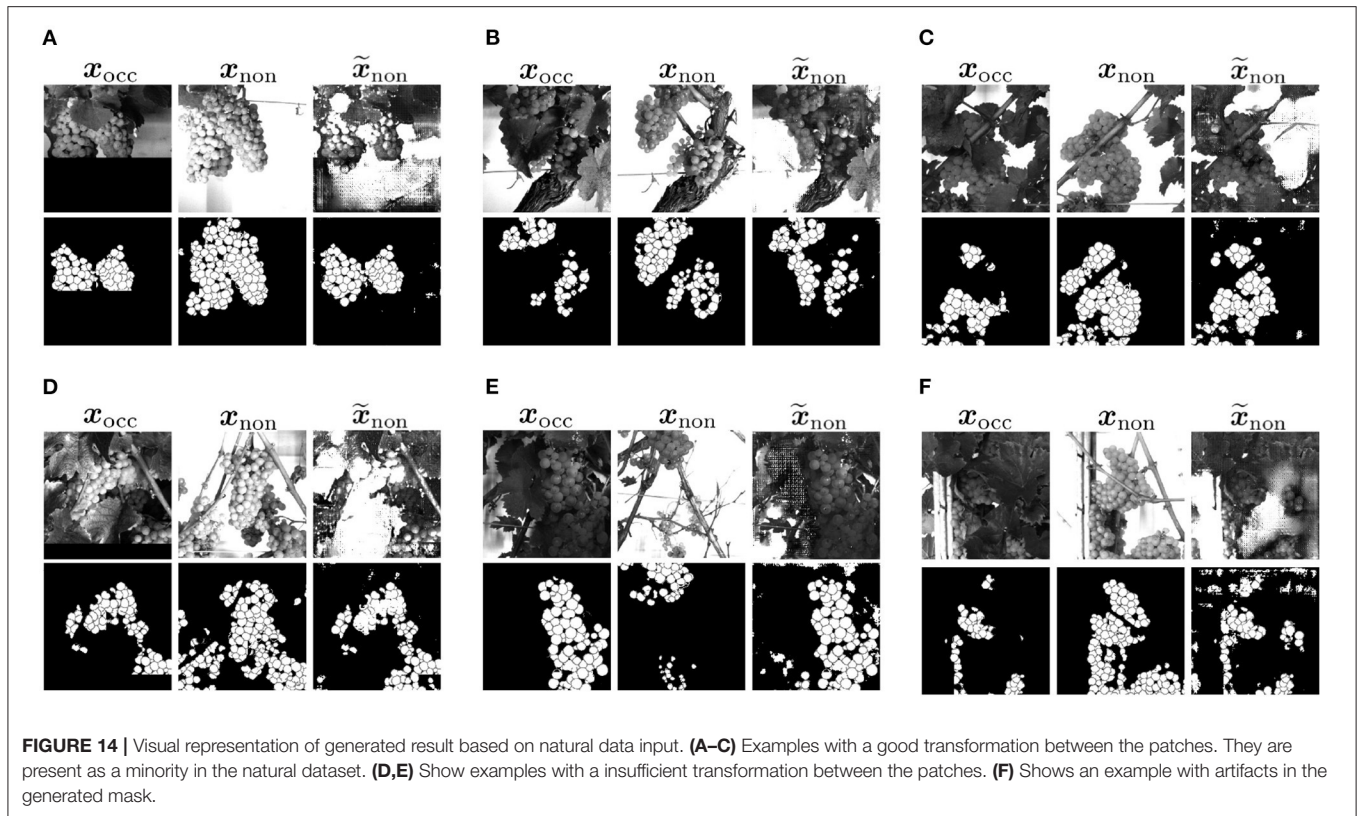 A
B
C
x_occ x_non x̃_non
x_occ x_non x̃_non
x_occ x_non x̃_non
D
E
F
x_occ x_non x̃_non
x_occ x_non x̃_non
x_occ x_non x̃_non
FIGURE 14 | Visual representation of generated result based on natural data input. (A–C) Examples with a good transformation between the patches. They are
present as a minority in the natural dataset. (D,E) Show examples with a insufficient transformation between the patches. (F) Shows an example with artifacts in the
generated mask.